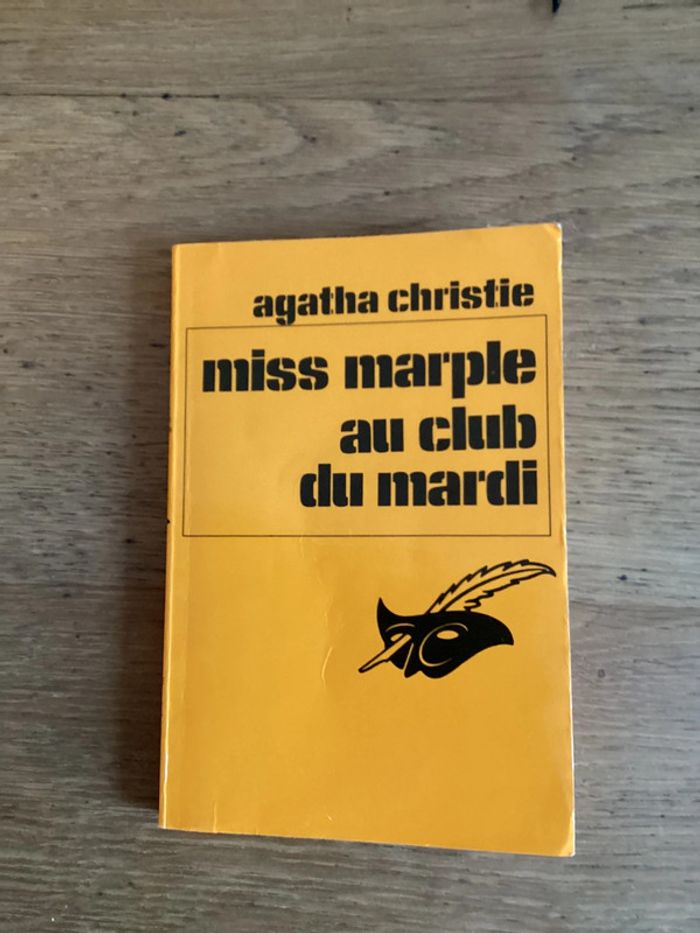 agatha christie
miss marple
au club
du mardi